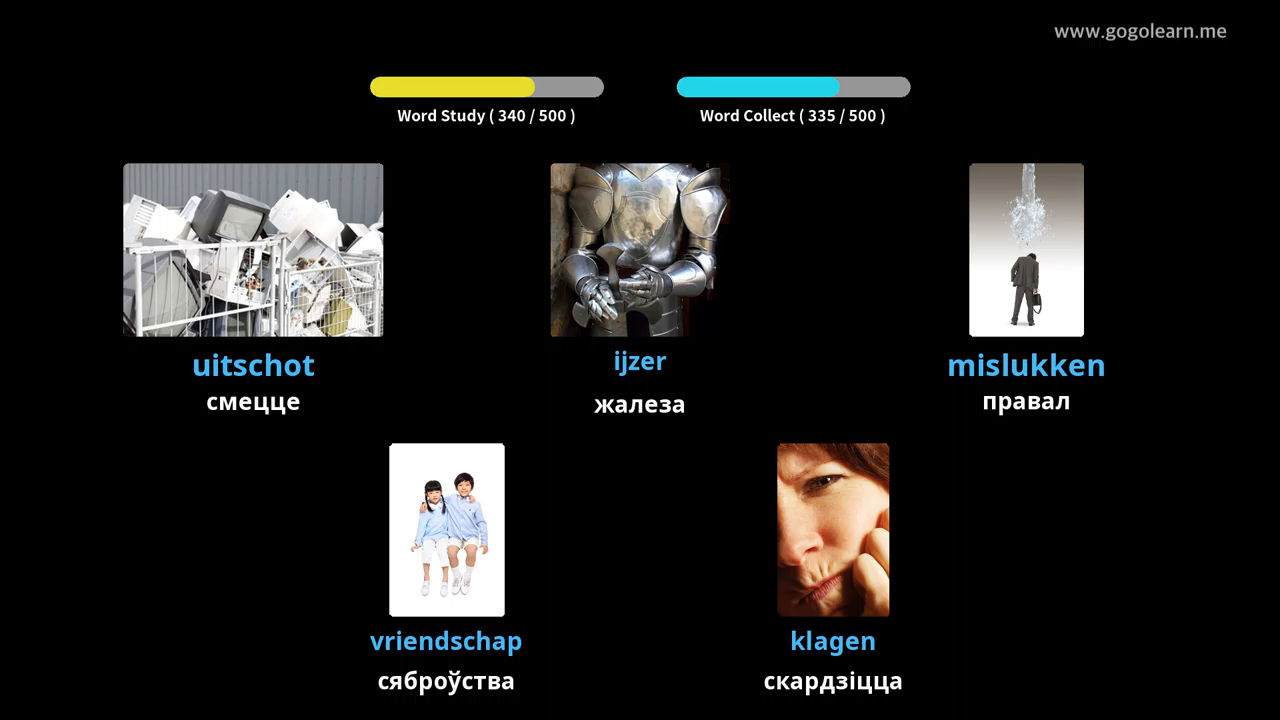 www.gogolearn.me
Word Study ( 340 / 500 )
Word Collect ( 335 / 500 )
uitschot
смецце
ijzer
жалеза
mislukken
правал
vriendschap
сяброўства
klagen
скардзіцца